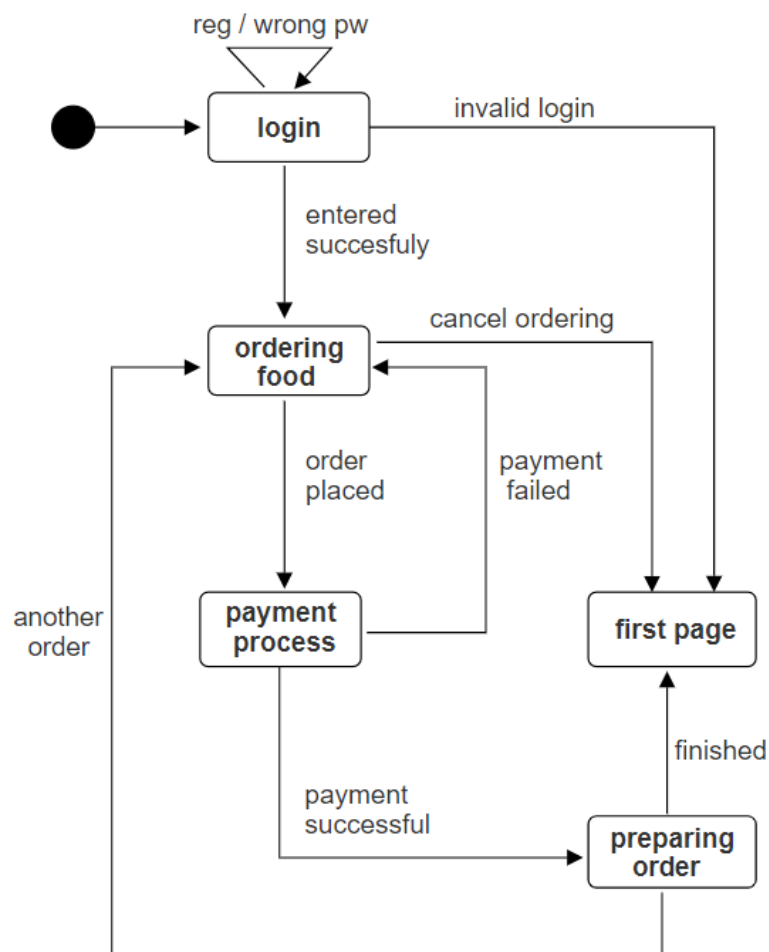 reg / wrong pw
login
invalid login
entered
succesfuly
cancel ordering
ordering
food
order
placed
payment
failed
another
order
payment
process
first page
finished
payment
successful
preparing
order